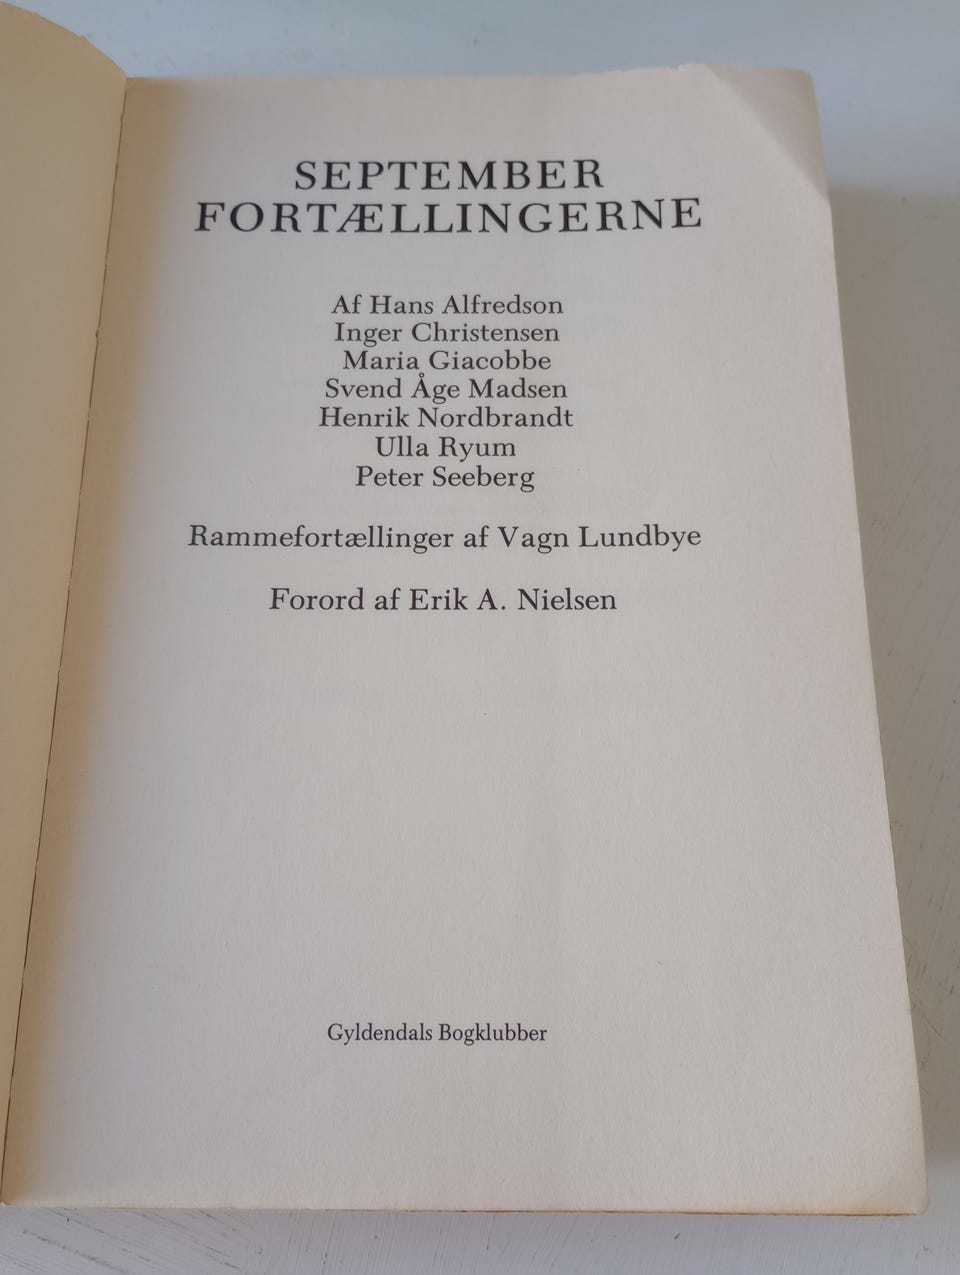 SEPTEMBER
FORTÆLLINGERNE
Af Hans Alfredson
Inger Christensen
Maria Giacobbe
Svend Åge Madsen
Henrik Nordbrandt
Ulla Ryum
Peter Seeberg
Rammefortællinger af Vagn Lundbye
Forord af Erik A. Nielsen
Gyldendals Bogklubber